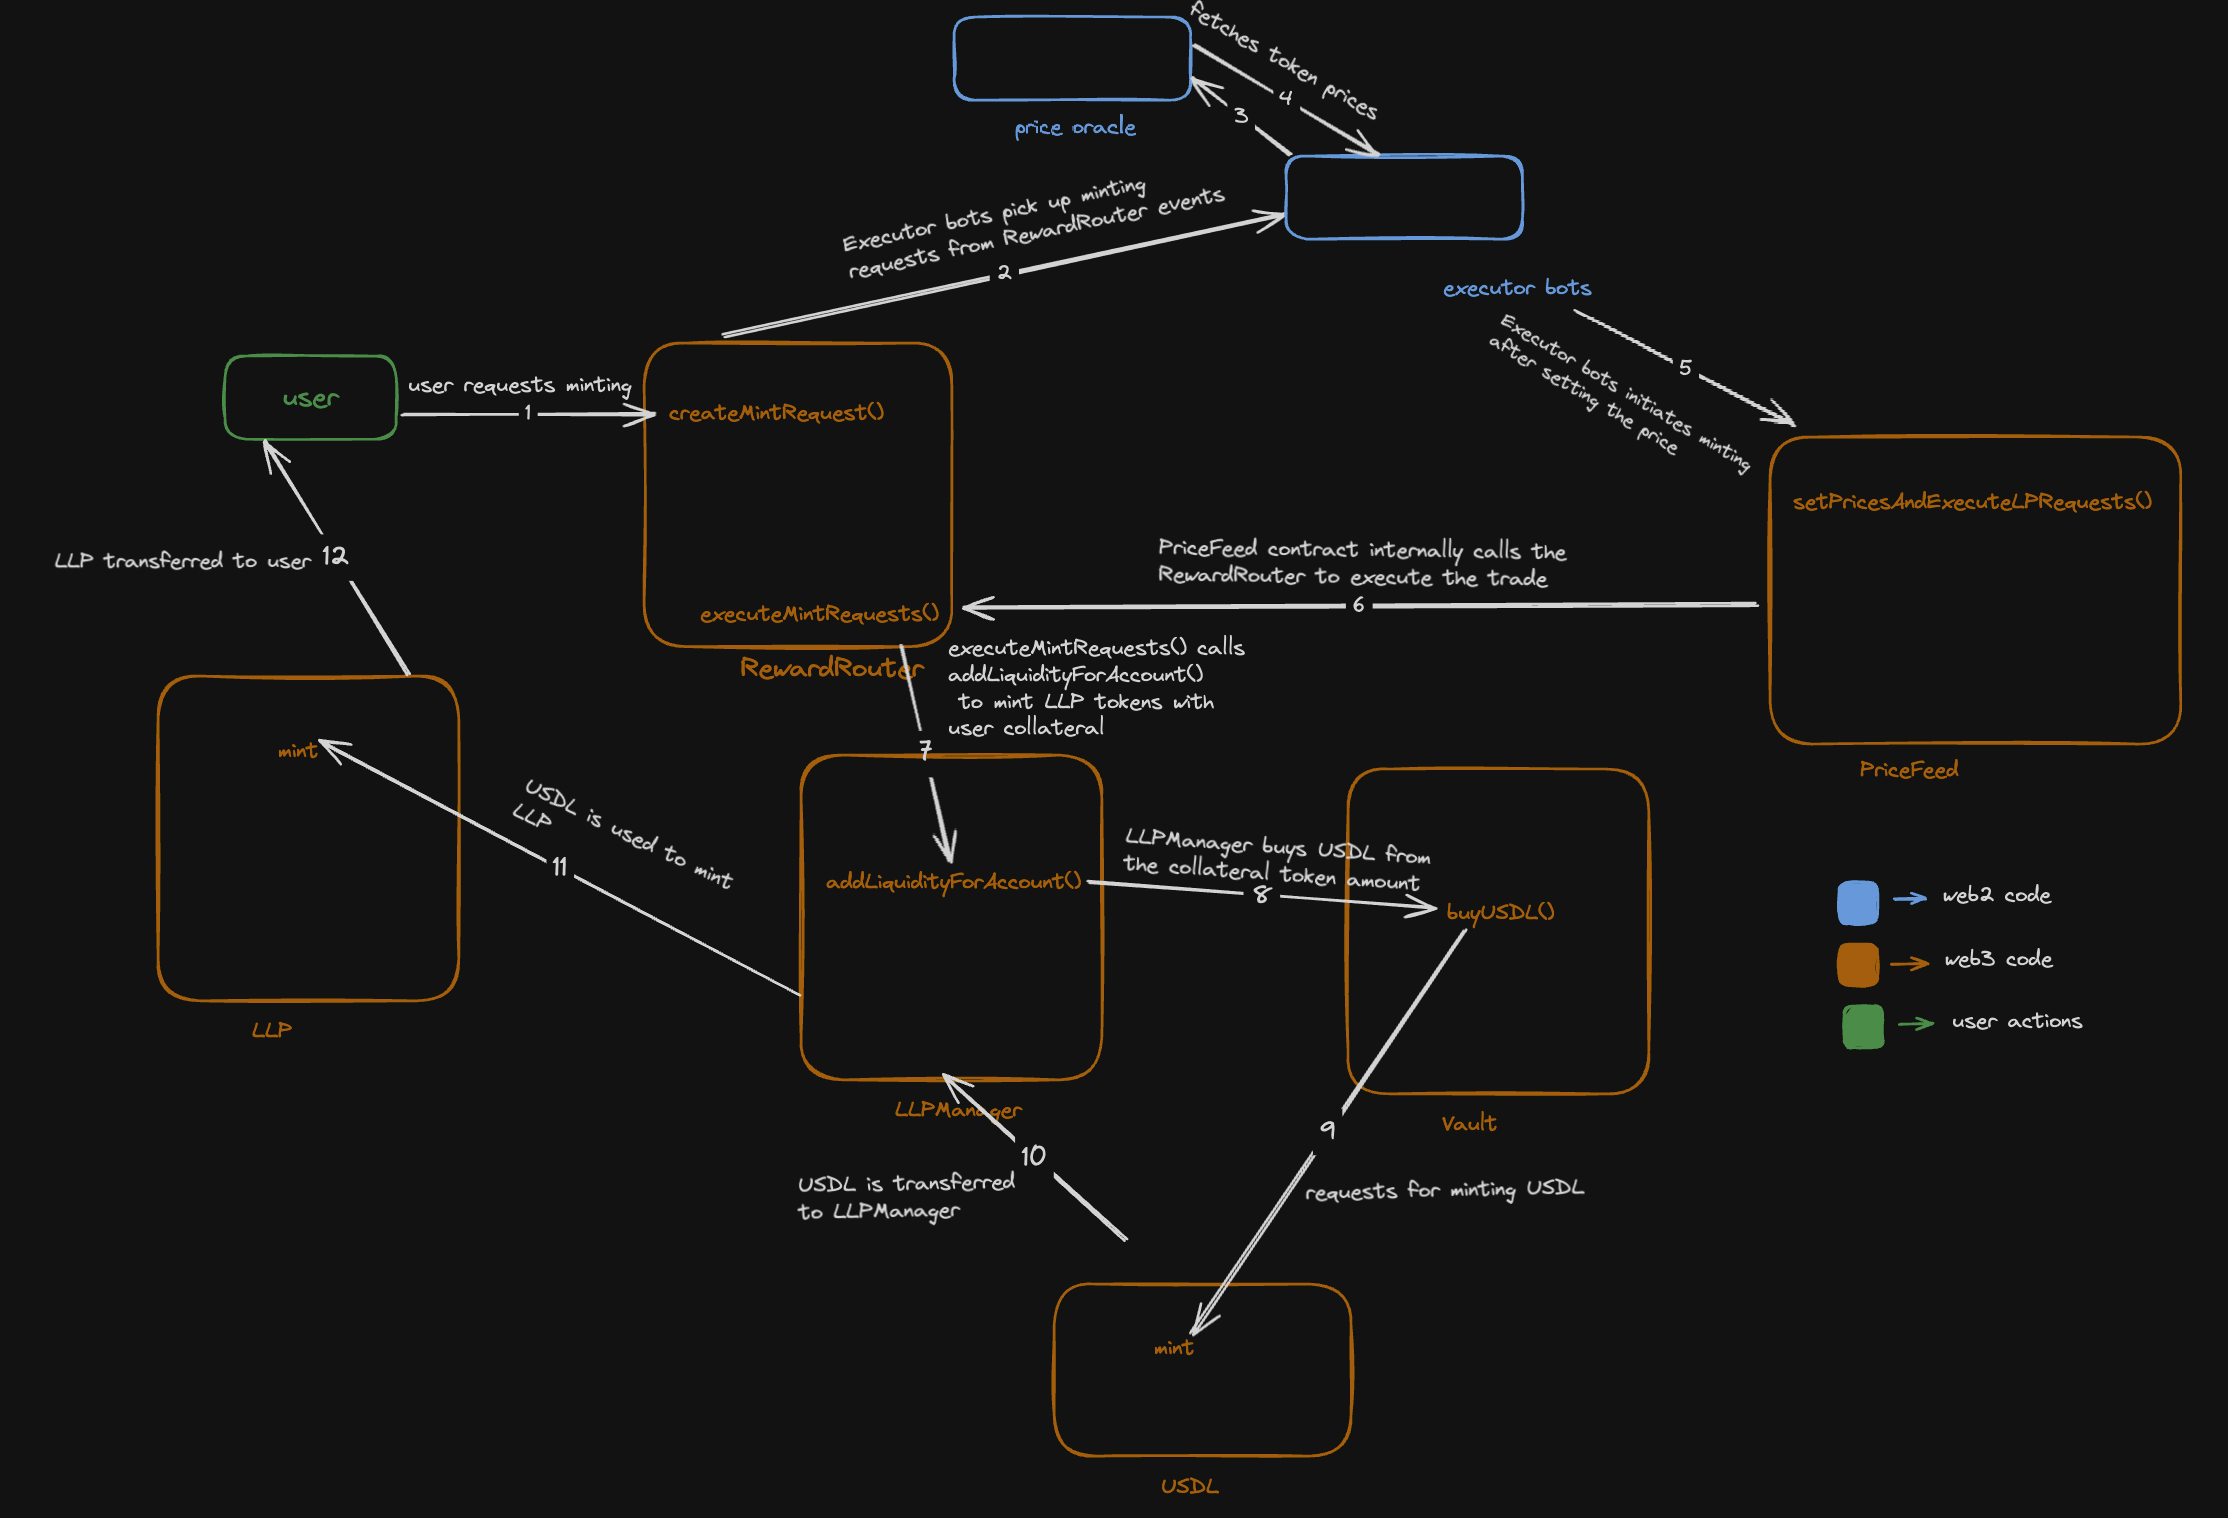 fetches token prices
4
3
price oracle
Executor bots pick up minting
requests from RewardRouter events
2
executor bots
Executor bots initiates minting
after setting the price
5
user
user requests minting
1
createMintRequest()
setPricesAndExecuteLPRequests()
PriceFeed contract internally calls the
RewardRouter to execute the trade
6
LLP transferred to user
12
executeMintRequests()
RewardRouter
executeMintRequests() calls
addLiquidityForAccount()
to mint LLP tokens with
user collateral
7
PriceFeed
mint
USDL is used to mint
LLP
11
addLiquidityForAccount()
LLPManager buys USDL from
the collateral token amount
8
buyUSDL()
web2 code
web3 code
user actions
LLP
LLPManager
Vault
9
10
USDL is transferred
to LLPManager
requests for minting USDL
mint
USDL